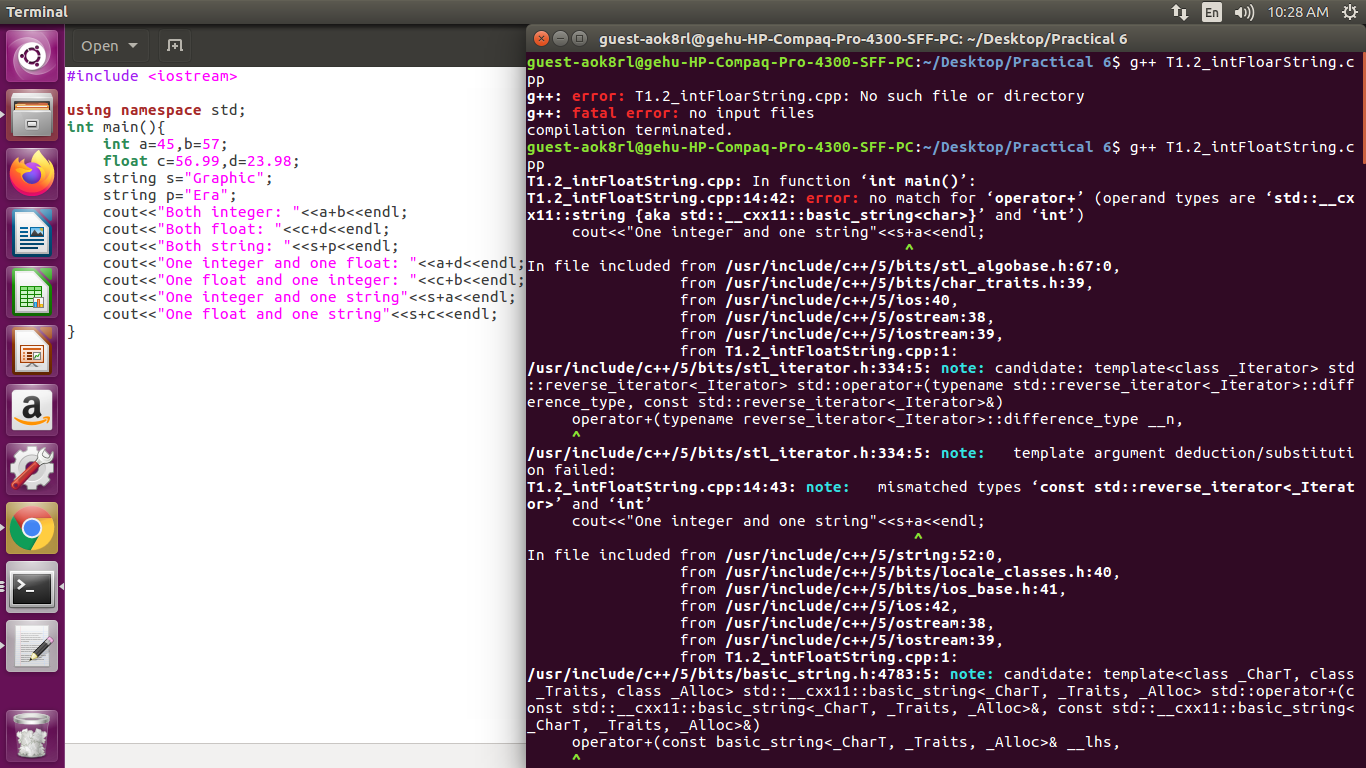 Terminal
En
10:28 AM
Open
#include <iostream>
using namespace std;
int main(){
    int a=45,b=57;
    float c=56.99,d=23.98;
    string s="Graphic";
    string p="Era";
    cout<<"Both integer: "<<a+b<<endl;
    cout<<"Both float: "<<c+d<<endl;
    cout<<"Both string: "<<s+p<<endl;
    cout<<"One integer and one float: "<<a+d<<endl;
    cout<<"One float and one integer: "<<c+b<<endl;
    cout<<"One integer and one string"<<s+a<<endl;
    cout<<"One float and one string"<<s+c<<endl;
}
guest-aok8rl@gehu-HP-Compaq-Pro-4300-SFF-PC: ~/Desktop/Practical 6
guest-aok8rl@gehu-HP-Compaq-Pro-4300-SFF-PC:~/Desktop/Practical 6$ g++ T1.2_intFloarString.c
pp
g++: error: T1.2_intFloarString.cpp: No such file or directory
g++: fatal error: no input files
compilation terminated.
guest-aok8rl@gehu-HP-Compaq-Pro-4300-SFF-PC:~/Desktop/Practical 6$ g++ T1.2_intFloatString.c
pp
T1.2_intFloatString.cpp: In function ‘int main()’:
T1.2_intFloatString.cpp:14:42: error: no match for ‘operator+’ (operand types are ‘std::__cx
x11::string {aka std::__cxx11::basic_string<char>}’ and ‘int’)
     cout<<"One integer and one string"<<s+a<<endl;
                                          ^
In file included from /usr/include/c++/5/bits/stl_algobase.h:67:0,
                 from /usr/include/c++/5/bits/char_traits.h:39,
                 from /usr/include/c++/5/ios:40,
                 from /usr/include/c++/5/ostream:38,
                 from /usr/include/c++/5/iostream:39,
                 from T1.2_intFloatString.cpp:1:
/usr/include/c++/5/bits/stl_iterator.h:334:5: note: candidate: template<class _Iterator> std
::reverse_iterator<_Iterator> std::operator+(typename std::reverse_iterator<_Iterator>::diff
erence_type, const std::reverse_iterator<_Iterator>&)
     operator+(typename reverse_iterator<_Iterator>::difference_type __n,
     ^
/usr/include/c++/5/bits/stl_iterator.h:334:5: note:   template argument deduction/substituti
on failed:
T1.2_intFloatString.cpp:14:43: note:   mismatched types ‘const std::reverse_iterator<_Iterat
or>’ and ‘int’
     cout<<"One integer and one string"<<s+a<<endl;
                                           ^
In file included from /usr/include/c++/5/string:52:0,
                 from /usr/include/c++/5/bits/locale_classes.h:40,
                 from /usr/include/c++/5/bits/ios_base.h:41,
                 from /usr/include/c++/5/ios:42,
                 from /usr/include/c++/5/ostream:38,
                 from /usr/include/c++/5/iostream:39,
                 from T1.2_intFloatString.cpp:1:
/usr/include/c++/5/bits/basic_string.h:4783:5: note: candidate: template<class _CharT, class
 _Traits, class _Alloc> std::__cxx11::basic_string<_CharT, _Traits, _Alloc> std::operator+(c
onst std::__cxx11::basic_string<_CharT, _Traits, _Alloc>&, const std::__cxx11::basic_string<
_CharT, _Traits, _Alloc>&)
     operator+(const basic_string<_CharT, _Traits, _Alloc>& __lhs,
     ^